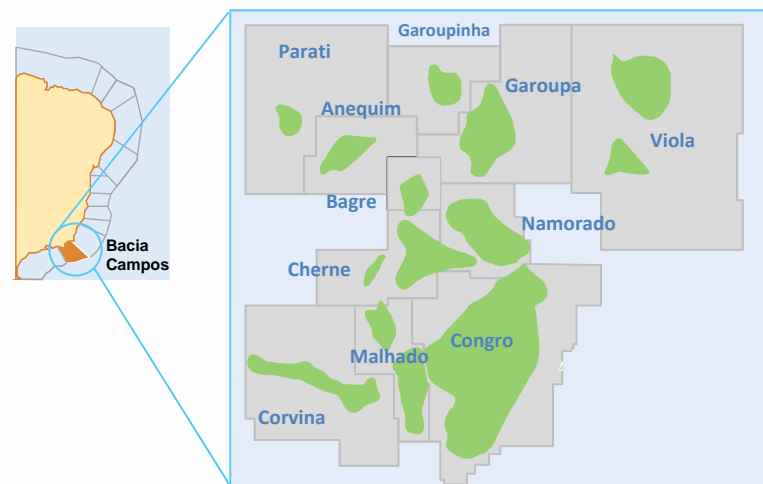 Garoupinha
Parati
Garoupa
Anequim
Viola
Bagre
Namorado
Bacia
Campos
Cherne
Congro
Malhado
Corvina